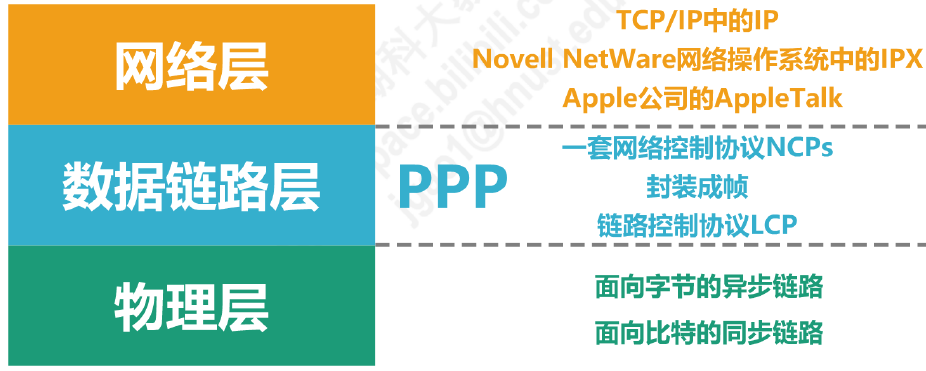 网络层
TCP/IP中的IP
Novell NetWare网络操作系统中的IPX
Apple公司的AppleTalk
数据链路层
PPP
一套网络控制协议NCPs
封装成帧
链路控制协议LCP
物理层
面向字节的异步链路
面向比特的同步链路